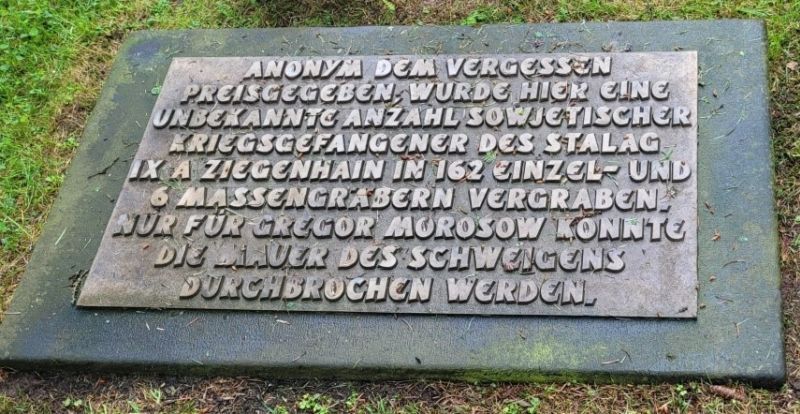 ANONYM DEM VERGESSEN
PREISGEGEBEN, WURDE HIER EINE
UNBEKANNTE ANZAHL SOWJETISCHER
KRIEGSGEFANGENER DES STALAG
IX A ZIEGENHAIN IN 162 EINZEL- UND
6 MASSENGRÄBERN VERGRABEN.
NUR FÜR GREGOR MOROSOW KONNTE
DIE MAUER DES SCHWEIGENS
DURCHBROCHEN WERDEN.